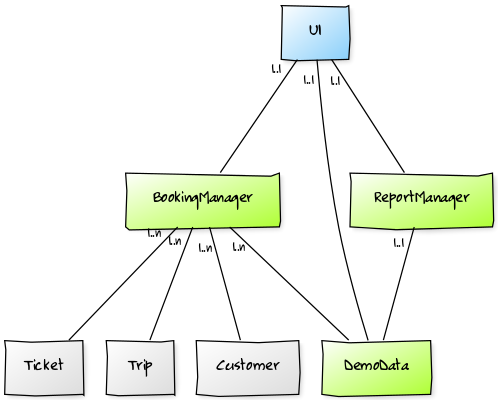 UI
1..1
1..1
1..1
BookingManager
ReportManager
1..n
1..n
1..n
1..n
1..1
Ticket
Trip
Customer
DemoData